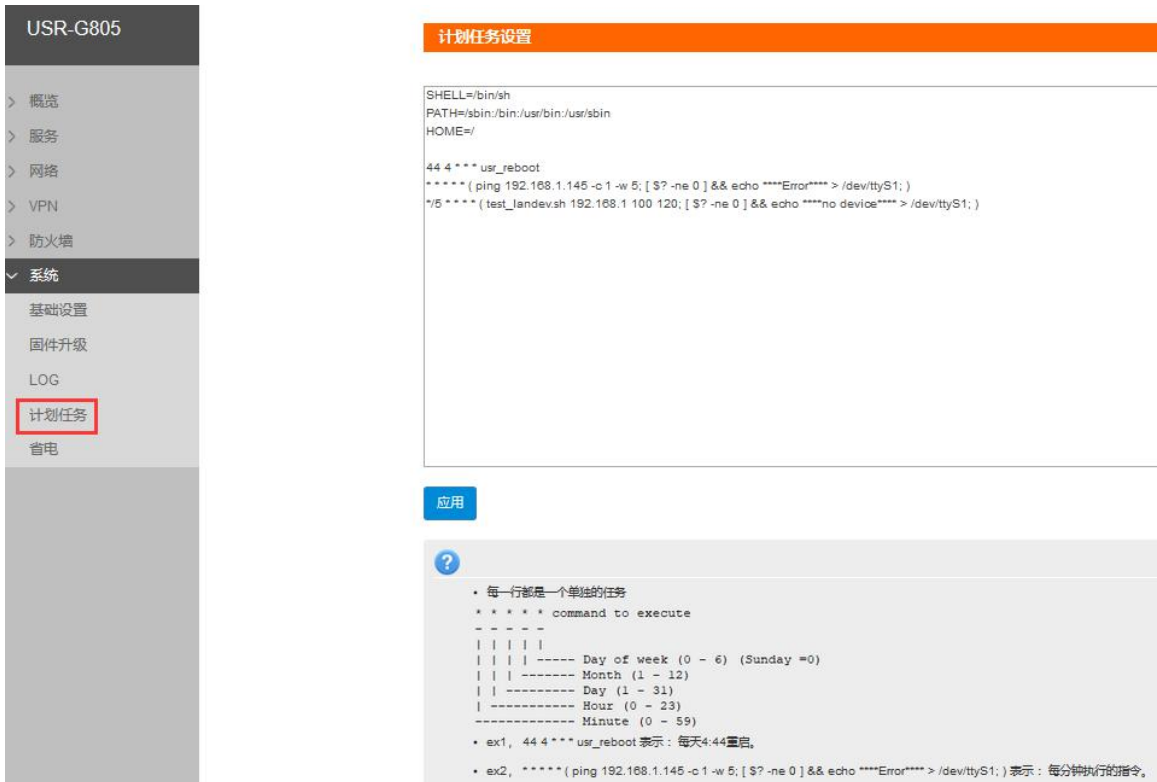 USR-G805
概览
服务
网络
VPN
防火墙
系统
基础设置
固件升级
LOG
计划任务
省电
计划任务设置
SHELL=/bin/sh
PATH=/sbin:/bin:/usr/bin:/usr/sbin
HOME=/
44 4 * * * usr_reboot
* * * * * ( ping 192.168.1.145 -c 1 -w 5; [ $? -ne 0 ] && echo ****Error**** > /dev/ttyS1; )
*/5 * * * * ( test_landev.sh 192.168.1 100 120; [ $? -ne 0 ] && echo ****no device**** > /dev/ttyS1; )
应用
• 每一行都是一个单独的任务
* * * * * command to execute
- - - - -
| | | | |
| | | | ----- Day of week (0 - 6) (Sunday =0)
| | | ------- Month (1 - 12)
| | --------- Day (1 - 31)
| ----------- Hour (0 - 23)
------------- Minute (0 - 59)
• ex1， 44 4 * * * usr_reboot 表示： 每天4:44重启。
• ex2， * * * * * ( ping 192.168.1.145 -c 1 -w 5; [ $? -ne 0 ] && echo ****Error**** > /dev/ttyS1; ) 表示： 每分钟执行的指令。